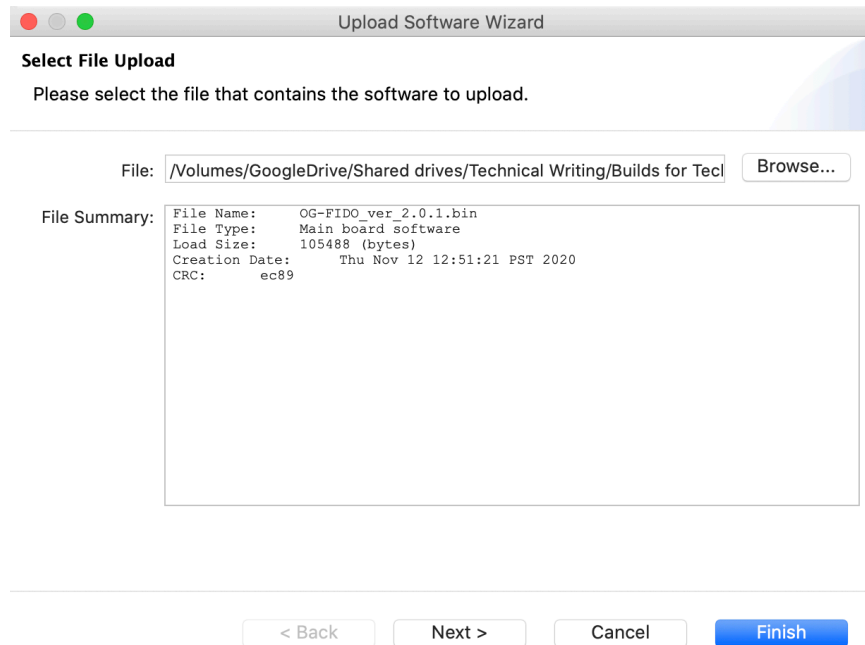 Upload Software Wizard
Select File Upload
Please select the file that contains the software to upload.
File: /Volumes/GoogleDrive/Shared drives/Technical Writing/Builds for Tecl Browse...
File Summary:
File Name: OG-FIDO_ver_2.0.1.bin
File Type: Main board software
Load Size: 105488 (bytes)
Creation Date: Thu Nov 12 12:51:21 PST 2020
CRC: ec89
< Back Next > Cancel Finish